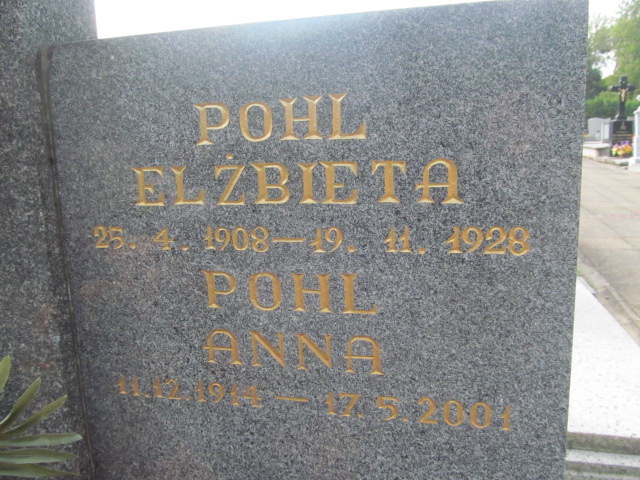 POHL
ELŻBIETA
25. 4. 1908 — 19. 11. 1928
POHL
ANNA
11.12.1914 — 17.5.2001